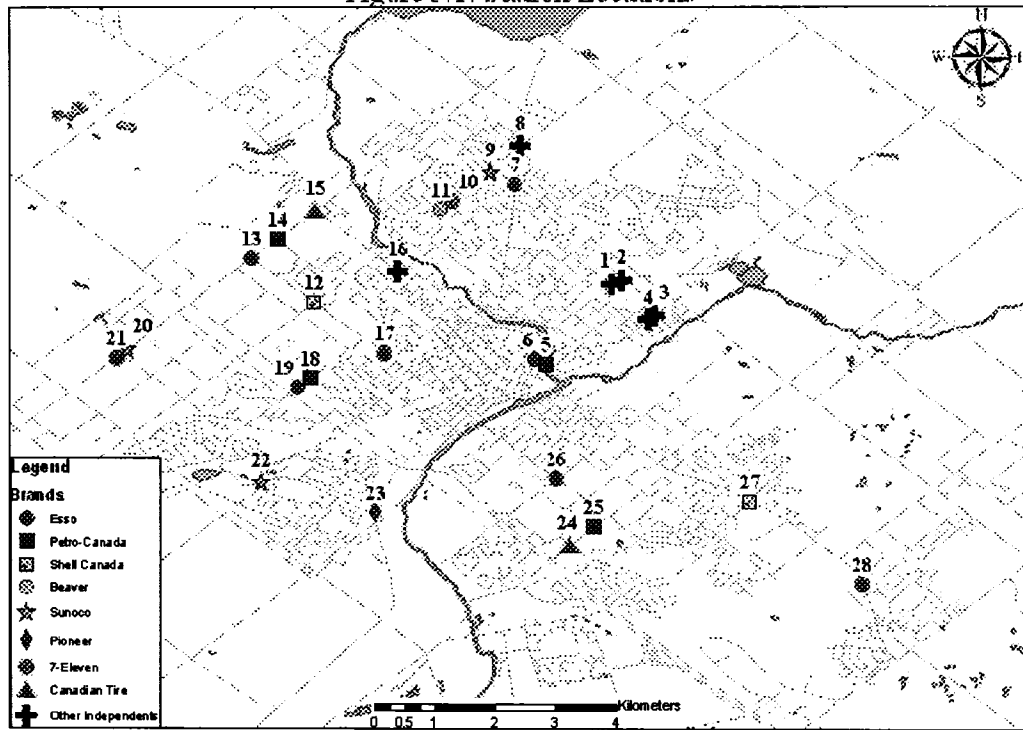 N
W
S
8
9
7
10
11
15
14
13
16
12
1 2
4 3
17
6 5
21 20
19 18
22
23
26
25
24
27
28
Legend
Brands
Esso
Petro-Canada
Shell Canada
Beaver
Sunoco
Pioneer
7-Eleven
Canadian Tire
Other Independents
Kilometers
0 0.5 1 2 3 4